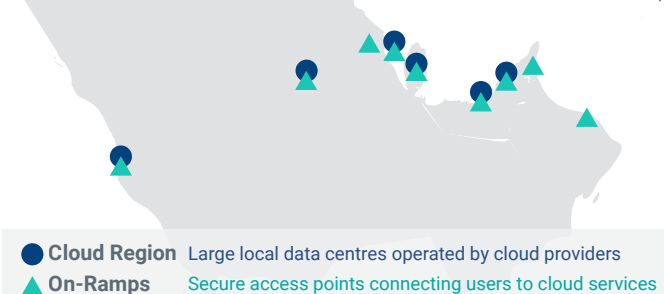 Cloud Region Large local data centres operated by cloud providers
On-Ramps Secure access points connecting users to cloud services